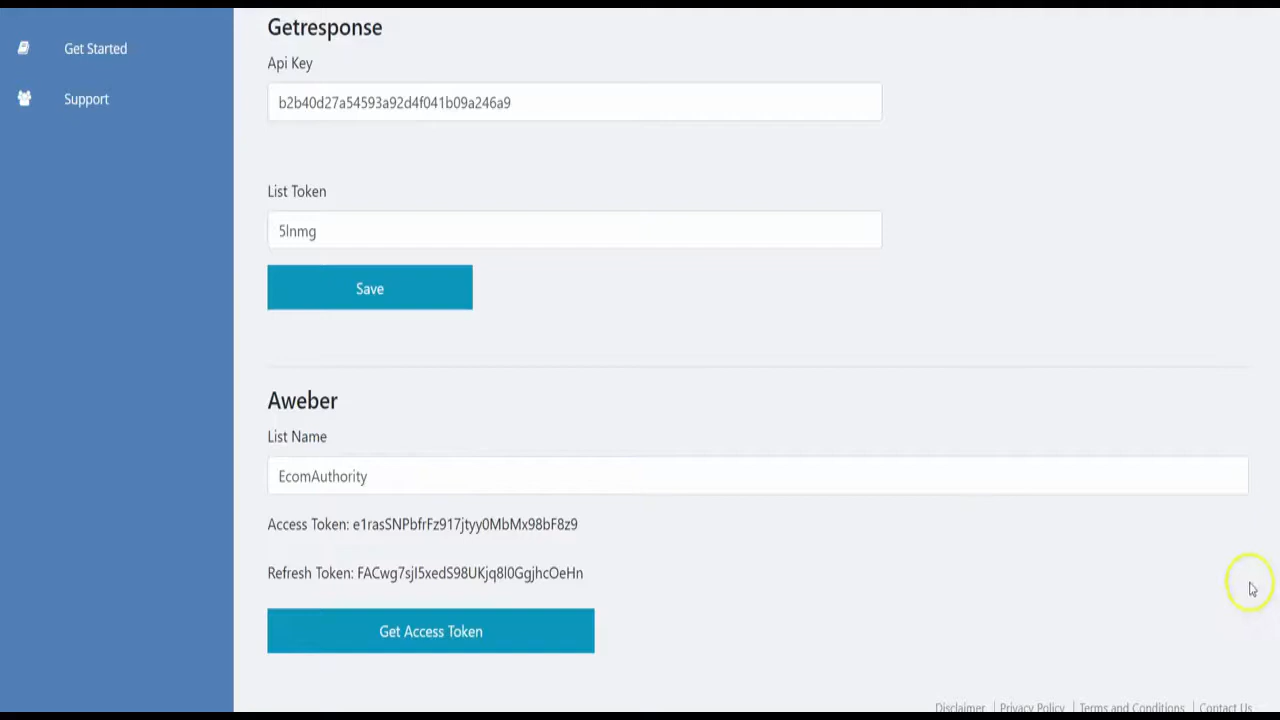 Getresponse
Get Started
Api Key
b2b40d27a54593a92d4f041b09a246a9
Support
List Token
5lnmg
Save
Aweber
List Name
EcomAuthority
Access Token: e1rasSNPbfrFz917jtyy0MbMx98bF8z9
Refresh Token: FACwg7sjI5xedS98UKjq8l0GgjhcOeHn
Get Access Token
Disclaimer | Privacy Policy | Terms and Conditions | Contact Us